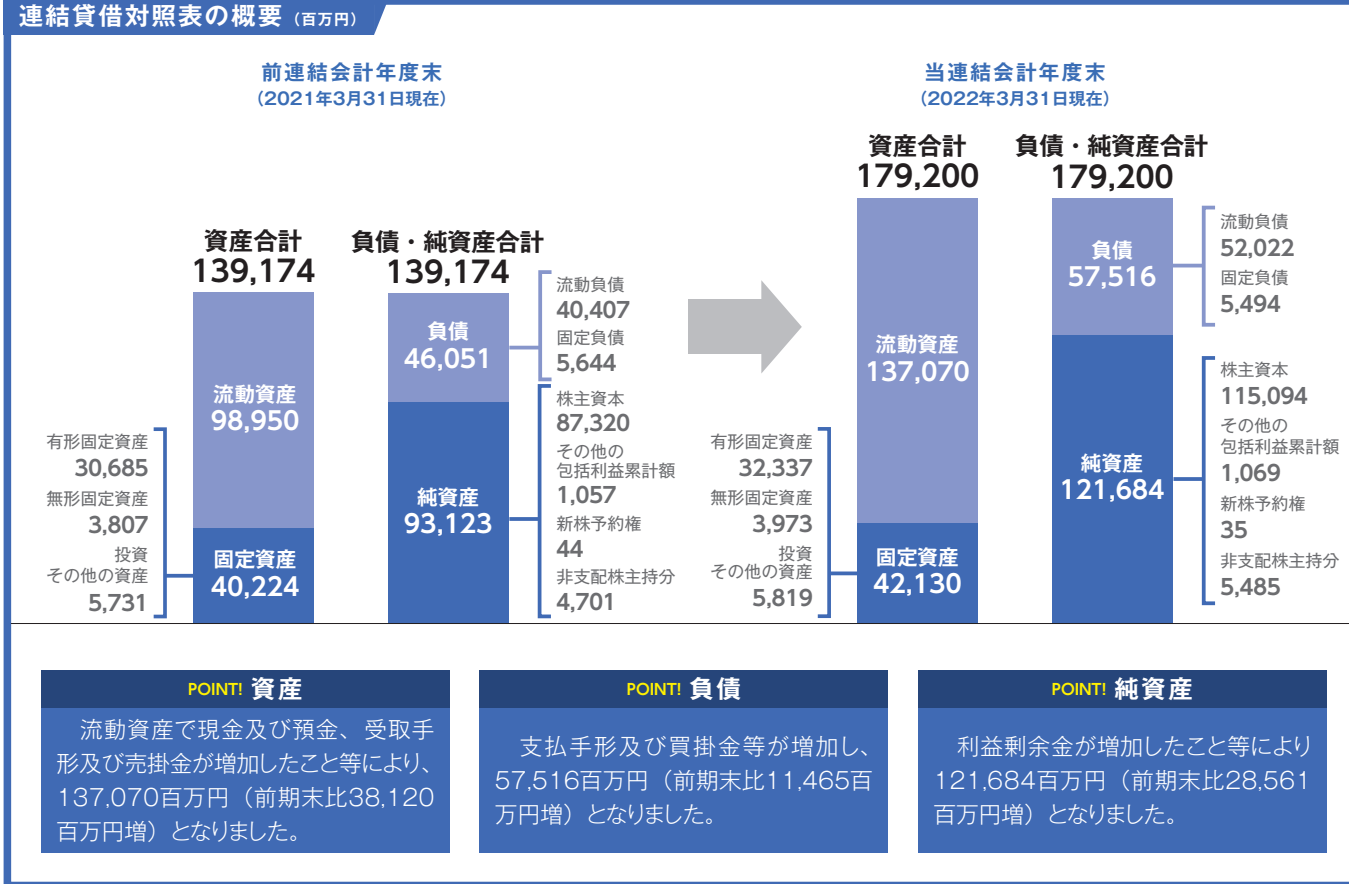 連結貸借対照表の概要（百万円）
前連結会計年度末
（2021年3月31日現在）
資産合計
139,174
負債・純資産合計
139,174
流動資産
98,950
固定資産
40,224
有形固定資産
30,685
無形固定資産
3,807
投資
その他の資産
5,731
負債
46,051
純資産
93,123
流動負債
40,407
固定負債
5,644
株主資本
87,320
その他の
包括利益累計額
1,057
新株予約権
44
非支配株主持分
4,701
当連結会計年度末
（2022年3月31日現在）
資産合計
179,200
負債・純資産合計
179,200
流動資産
137,070
固定資産
42,130
有形固定資産
32,337
無形固定資産
3,973
投資
その他の資産
5,819
負債
57,516
純資産
121,684
流動負債
52,022
固定負債
5,494
株主資本
115,094
その他の
包括利益累計額
1,069
新株予約権
35
非支配株主持分
5,485
POINT! 資産
流動資産で現金及び預金、受取手
形及び売掛金が増加したこと等により、
137,070百万円（前期末比38,120
百万円増）となりました。
POINT! 負債
支払手形及び買掛金等が増加し、
57,516百万円（前期末比11,465百
万円増）となりました。
POINT! 純資産
利益剰余金が増加したこと等により
121,684百万円（前期末比28,561
百万円増）となりました。